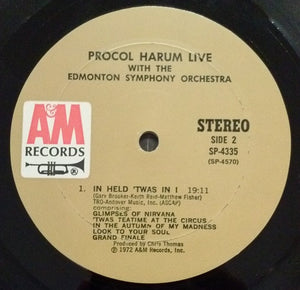 PROCOL HARUM LIVE
WITH THE
EDMONTON SYMPHONY ORCHESTRA
A&M
RECORDS
®
STEREO
SIDE 2
SP-4335
(SP-4570)
1. IN HELD 'TWAS IN I 19:11
(Gary Brooker-Keith Reid-Matthew Fisher)
TRO-Andover Music, Inc. (ASCAP)
comprising:
GLIMPSES OF NIRVANA
'TWAS TEATIME AT THE CIRCUS
IN THE AUTUMN OF MY MADNESS
LOOK TO YOUR SOUL
GRAND FINALE
Produced by Chris Thomas
℗ 1972 A&M Records, Inc.